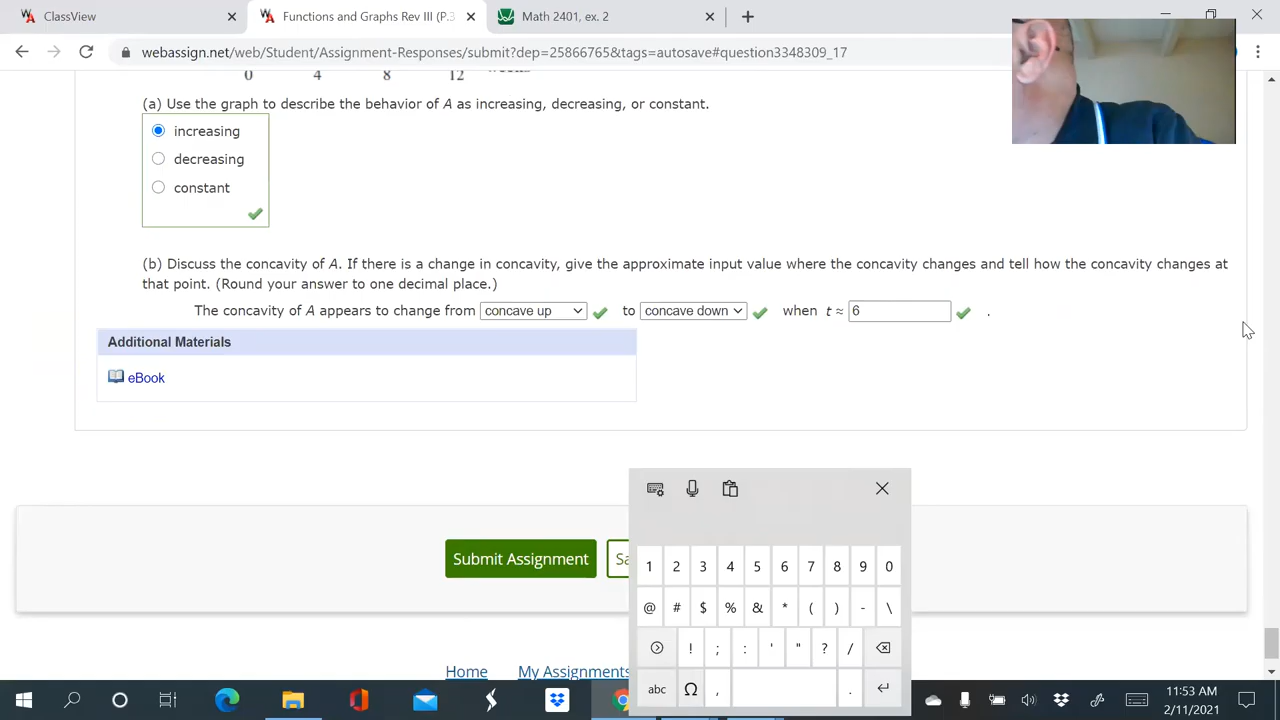 ClassView
Functions and Graphs Rev III (P.3
Math 2401, ex. 2
webassign.net/web/Student/Assignment-Responses/submit?dep=25866765&tags=autosave#question3348309_17
0 4 8 12
(a) Use the graph to describe the behavior of A as increasing, decreasing, or constant.
increasing
decreasing
constant
(b) Discuss the concavity of A. If there is a change in concavity, give the approximate input value where the concavity changes and tell how the concavity changes at
that point. (Round your answer to one decimal place.)
The concavity of A appears to change from concave up to concave down when t ≈ 6 .
Additional Materials
eBook
Submit Assignment Sa
1 2 3 4 5 6 7 8 9 0
@ # $ % & * ( ) - \
! ; : ' " ? /
abc Ω , .
Home My Assignments
11:53 AM
2/11/2021